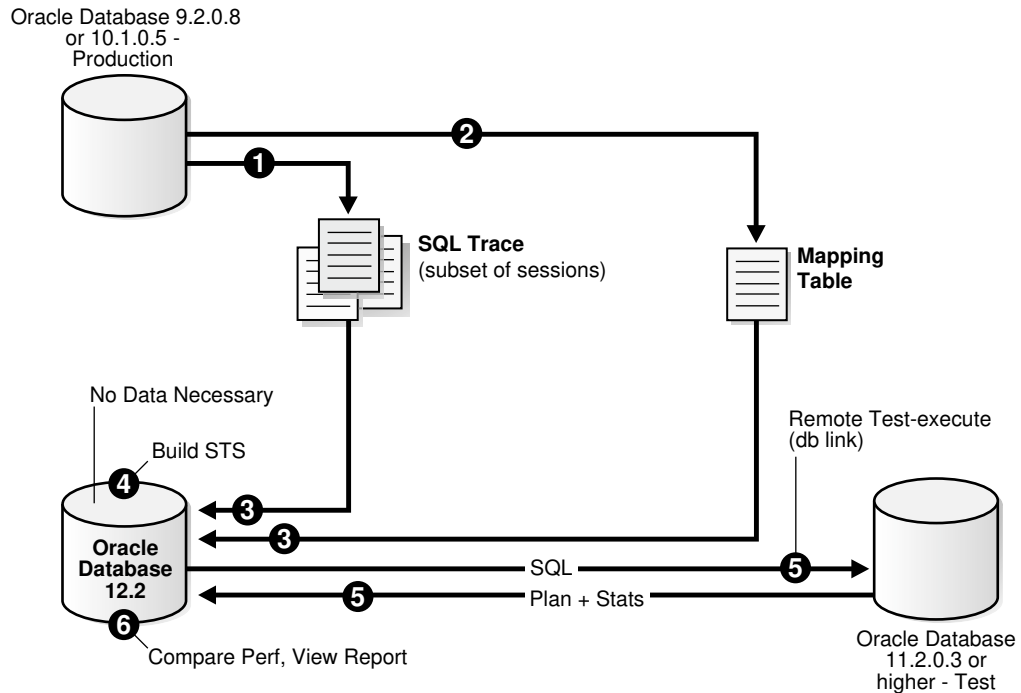 Oracle Database 9.2.0.8
or 10.1.0.5 -
Production
2
1
SQL Trace
(subset of sessions)
Mapping
Table
No Data Necessary
Build STS
4
Remote Test-execute
(db link)
3
3
Oracle
Database
12.2
SQL
5
5
Plan + Stats
6
Compare Perf, View Report
Oracle Database
11.2.0.3 or
higher - Test